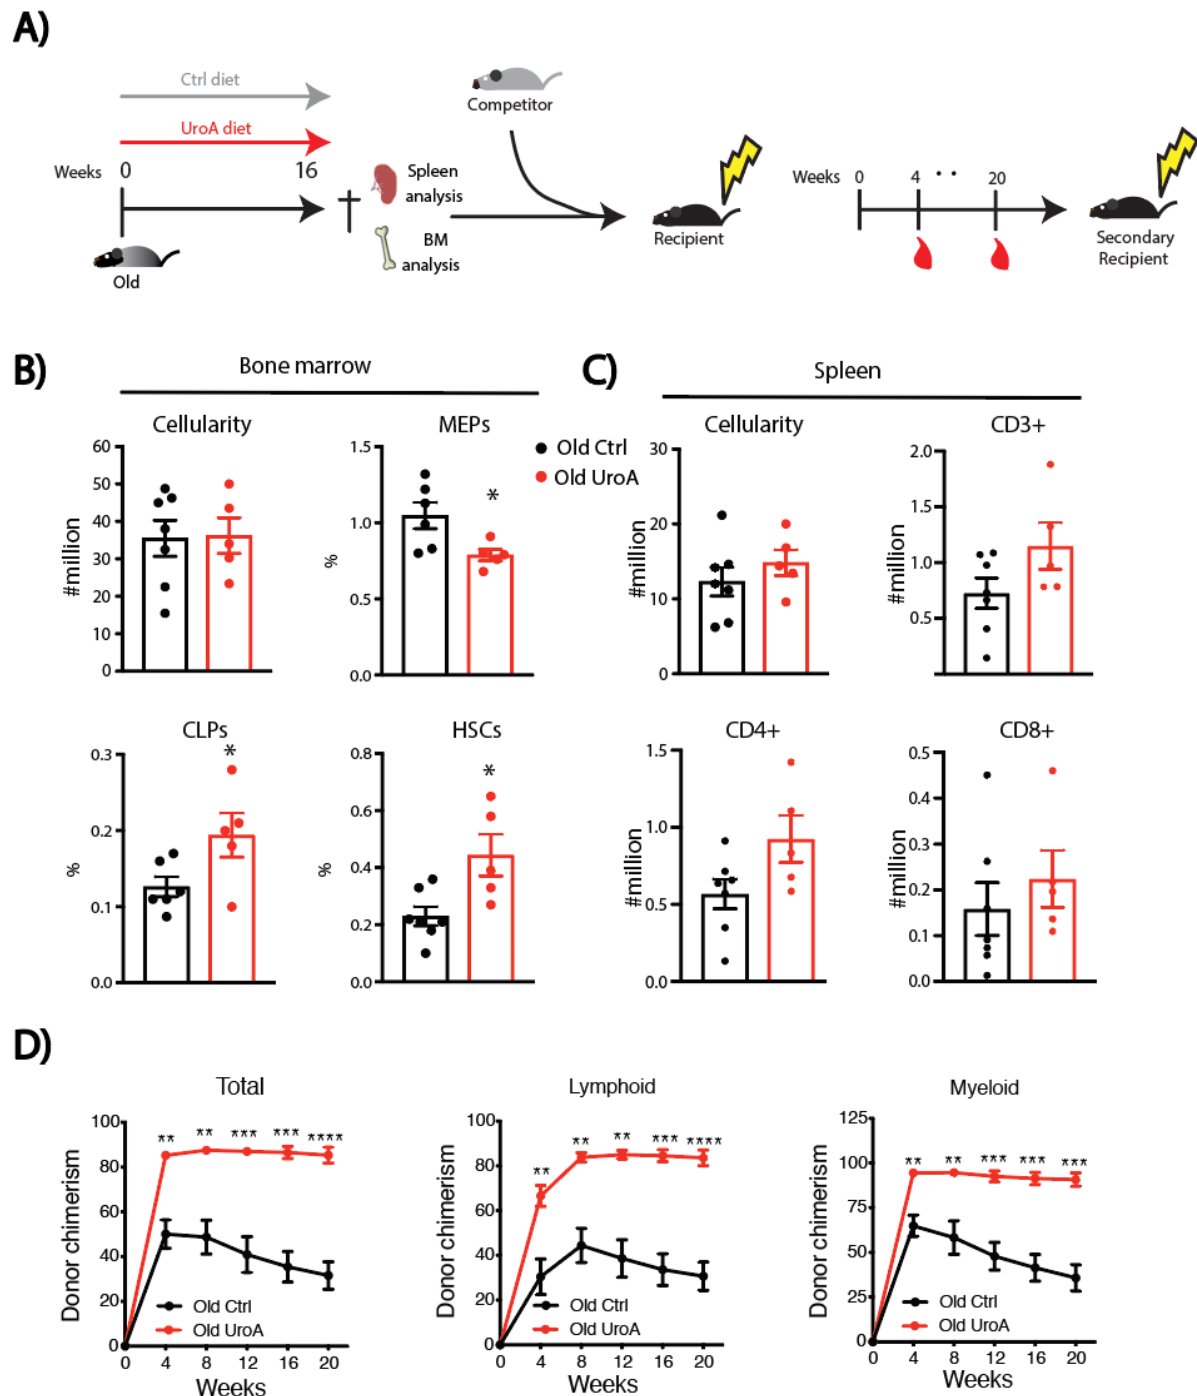 A)
Ctrl diet
UroA diet
Weeks 0 16
Old
Spleen
analysis
BM
analysis
Competitor
Recipient
Weeks 0 4 • • 20
Secondary
Recipient
B)
Bone marrow
Cellularity
#million
60
50
40
30
20
10
0
MEPs
%
1.5
1.0
0.5
0.0
*
Old Ctrl
Old UroA
CLPs
%
0.3
0.2
0.1
0.0
*
HSCs
%
0.8
0.6
0.4
0.2
0.0
*
C)
Spleen
Cellularity
#million
30
20
10
0
CD3+
#million
2.0
1.5
1.0
0.5
CD4+
#million
1.5
1.0
0.5
0.0
CD8+
#million
0.5
0.4
0.3
0.2
0.1
0.0
D)
Total
Donor chimerism
100
80
60
40
20
0
** ** *** *** ****
Old Ctrl
Old UroA
0 4 8 12 16 20
Weeks
Lymphoid
Donor chimerism
100
80
60
40
20
0
** ** ** *** ****
Old Ctrl
Old UroA
0 4 8 12 16 20
Weeks
Myeloid
Donor chimerism
125
100
75
50
25
0
** ** *** *** ***
Old Ctrl
Old UroA
0 4 8 12 16 20
Weeks